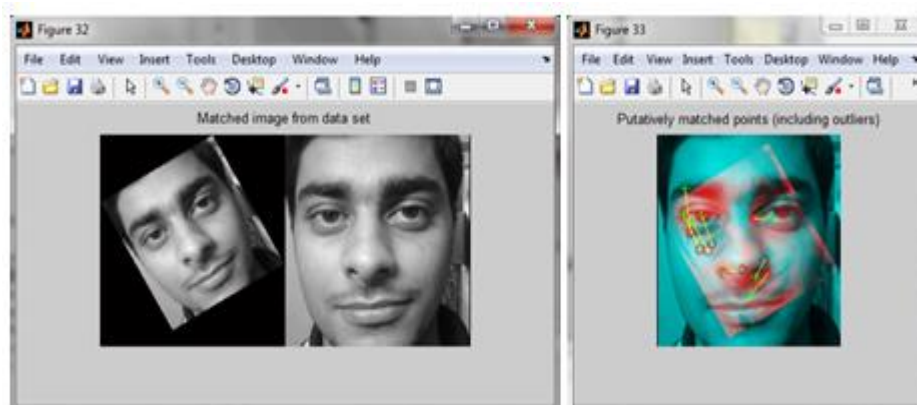 Figure 32
File Edit View Insert Tools Desktop Window Help
Matched image from data set
Figure 33
File Edit View Insert Tools Desktop Window Help
Putatively matched points (including outliers)